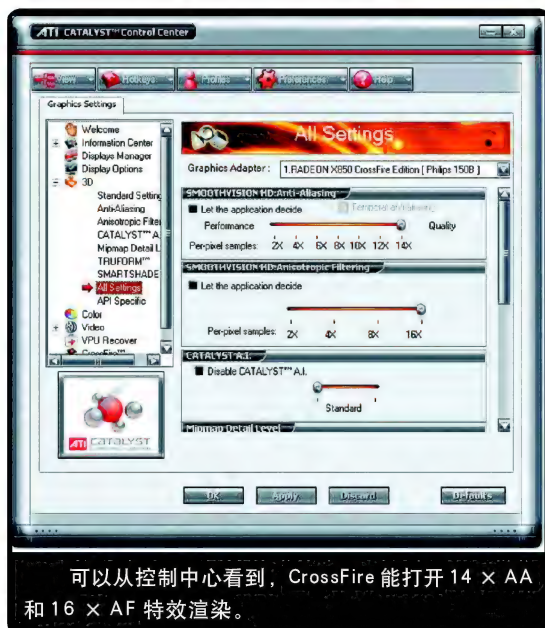 ATI CATALYST™ Control Center
View Hotkeys Profiles Preferences Help
Graphics Settings
Welcome
Information Center
Displays Manager
Display Options
3D
Standard Setting
Anti-Aliasing
Anisotropic Filter
CATALYST™ A.
Mipmap Detail L
TRUFORM™
SMARTSHADE
All Settings
API Specific
Color
Video
VPU Recover
CrossFire™
ATI CATALYST
All Settings
Graphics Adapter : 1.RADEON X850 CrossFire Edition [ Philips 150B ]
SMOOTHVISION HD:Anti-Aliasing
Let the application decide
Performance Quality
Per-pixel samples: 2X 4X 6X 8X 10X 12X 14X
SMOOTHVISION HD:Anisotropic Filtering
Let the application decide
Per-pixel samples: 2X 4X 8X 16X
CATALYST A.I.
Disable CATALYST™ A.I.
Standard
Mipmap Detail Level
OK Apply Discard Defaults
可以从控制中心看到，CrossFire 能打开 14 × AA
和 16 × AF 特效渲染。